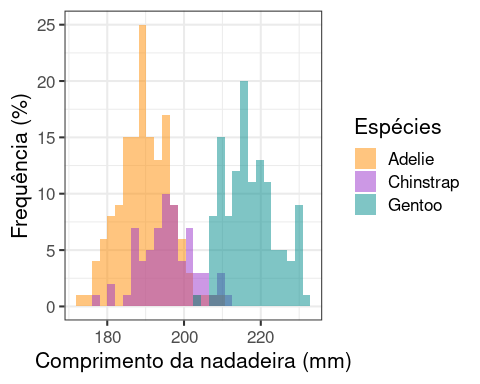 25
20
15
10
5
0
Frequência (%)
180
200
220
Comprimento da nadadeira (mm)
Espécies
Adelie
Chinstrap
Gentoo